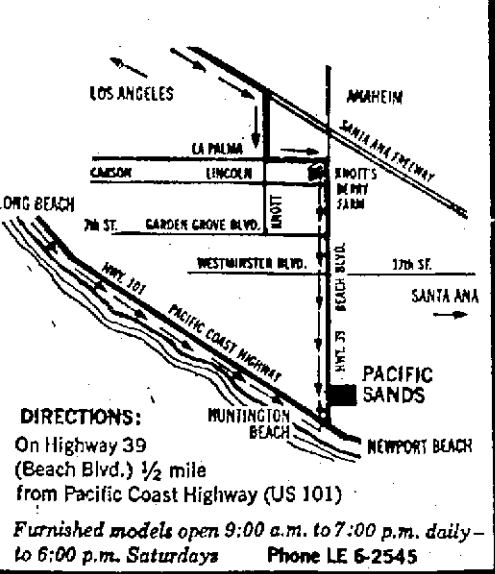 LOS ANGELES
ANAHEIM
SANTA ANA FREEWAY
LA PALMA
CARSON
LINCOLN
KNOTT'S
BERRY
FARM
LONG BEACH
KNOTT
7th ST.
GARDEN GROVE BLVD.
WESTMINSTER BLVD.
17th ST.
HWY. 101
PACIFIC COAST HIGHWAY
HWY. 39
BEACH BLVD.
SANTA ANA
PACIFIC
SANDS
HUNTINGTON
BEACH
NEWPORT BEACH
DIRECTIONS:
On Highway 39
(Beach Blvd.) ½ mile
from Pacific Coast Highway (US 101)
Furnished models open 9:00 a.m. to 7:00 p.m. daily—
to 6:00 p.m. Saturdays Phone LE 6-2545